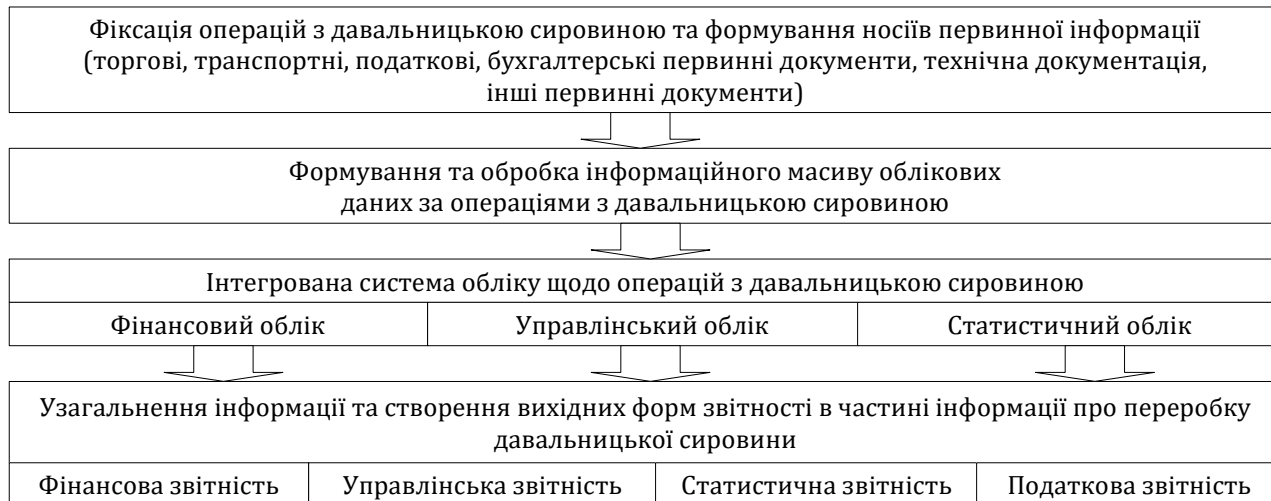 Фіксація операцій з давальницькою сировиною та формування носіїв первинної інформації
(торгові, транспортні, податкові, бухгалтерські первинні документи, технічна документація,
інші первинні документи)
Формування та обробка інформаційного масиву облікових
даних за операціями з давальницькою сировиною
Інтегрована система обліку щодо операцій з давальницькою сировиною
Фінансовий облік
Управлінський облік
Статистичний облік
Узагальнення інформації та створення вихідних форм звітності в частині інформації про переробку
давальницької сировини
Фінансова звітність
Управлінська звітність
Статистична звітність
Податкова звітність